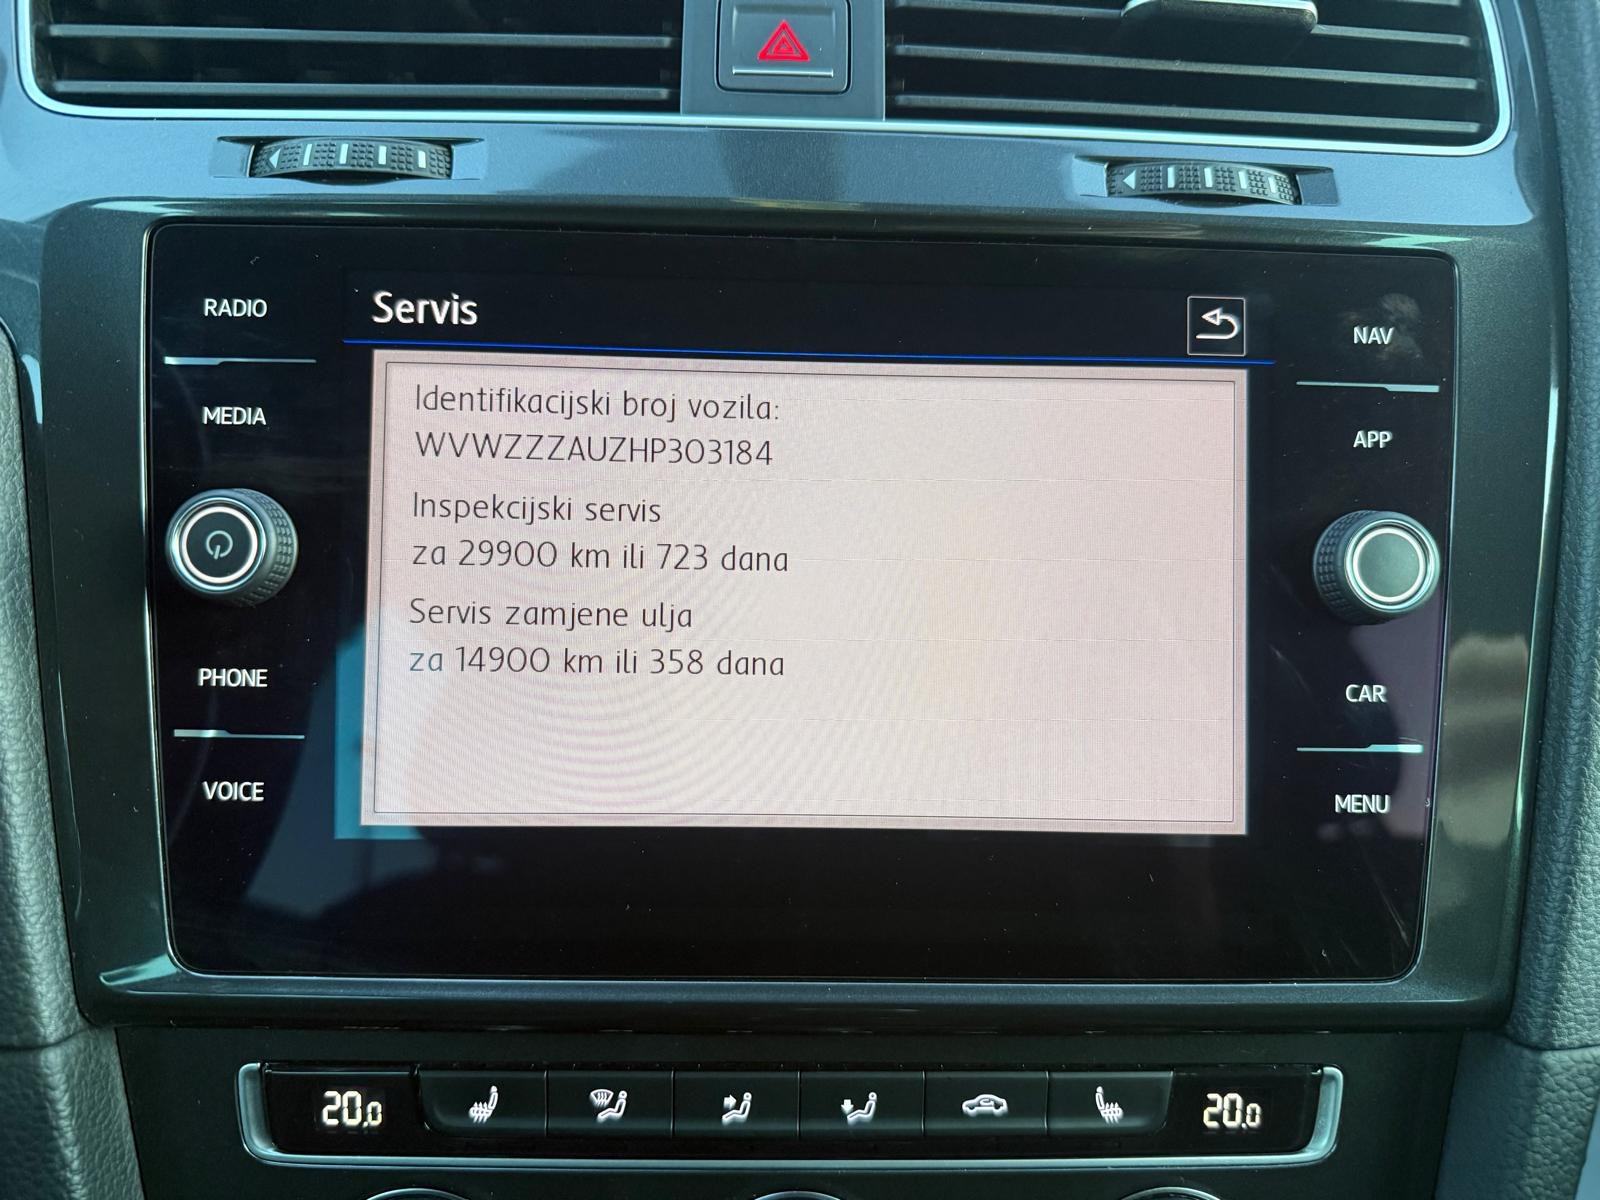 RADIO
MEDIA
PHONE
VOICE
Servis
Identifikacijski broj vozila:
WVWZZZAUZHP303184
Inspekcijski servis
za 29900 km ili 723 dana
Servis zamjene ulja
za 14900 km ili 358 dana
NAV
APP
CAR
MENU
20.0
20.0